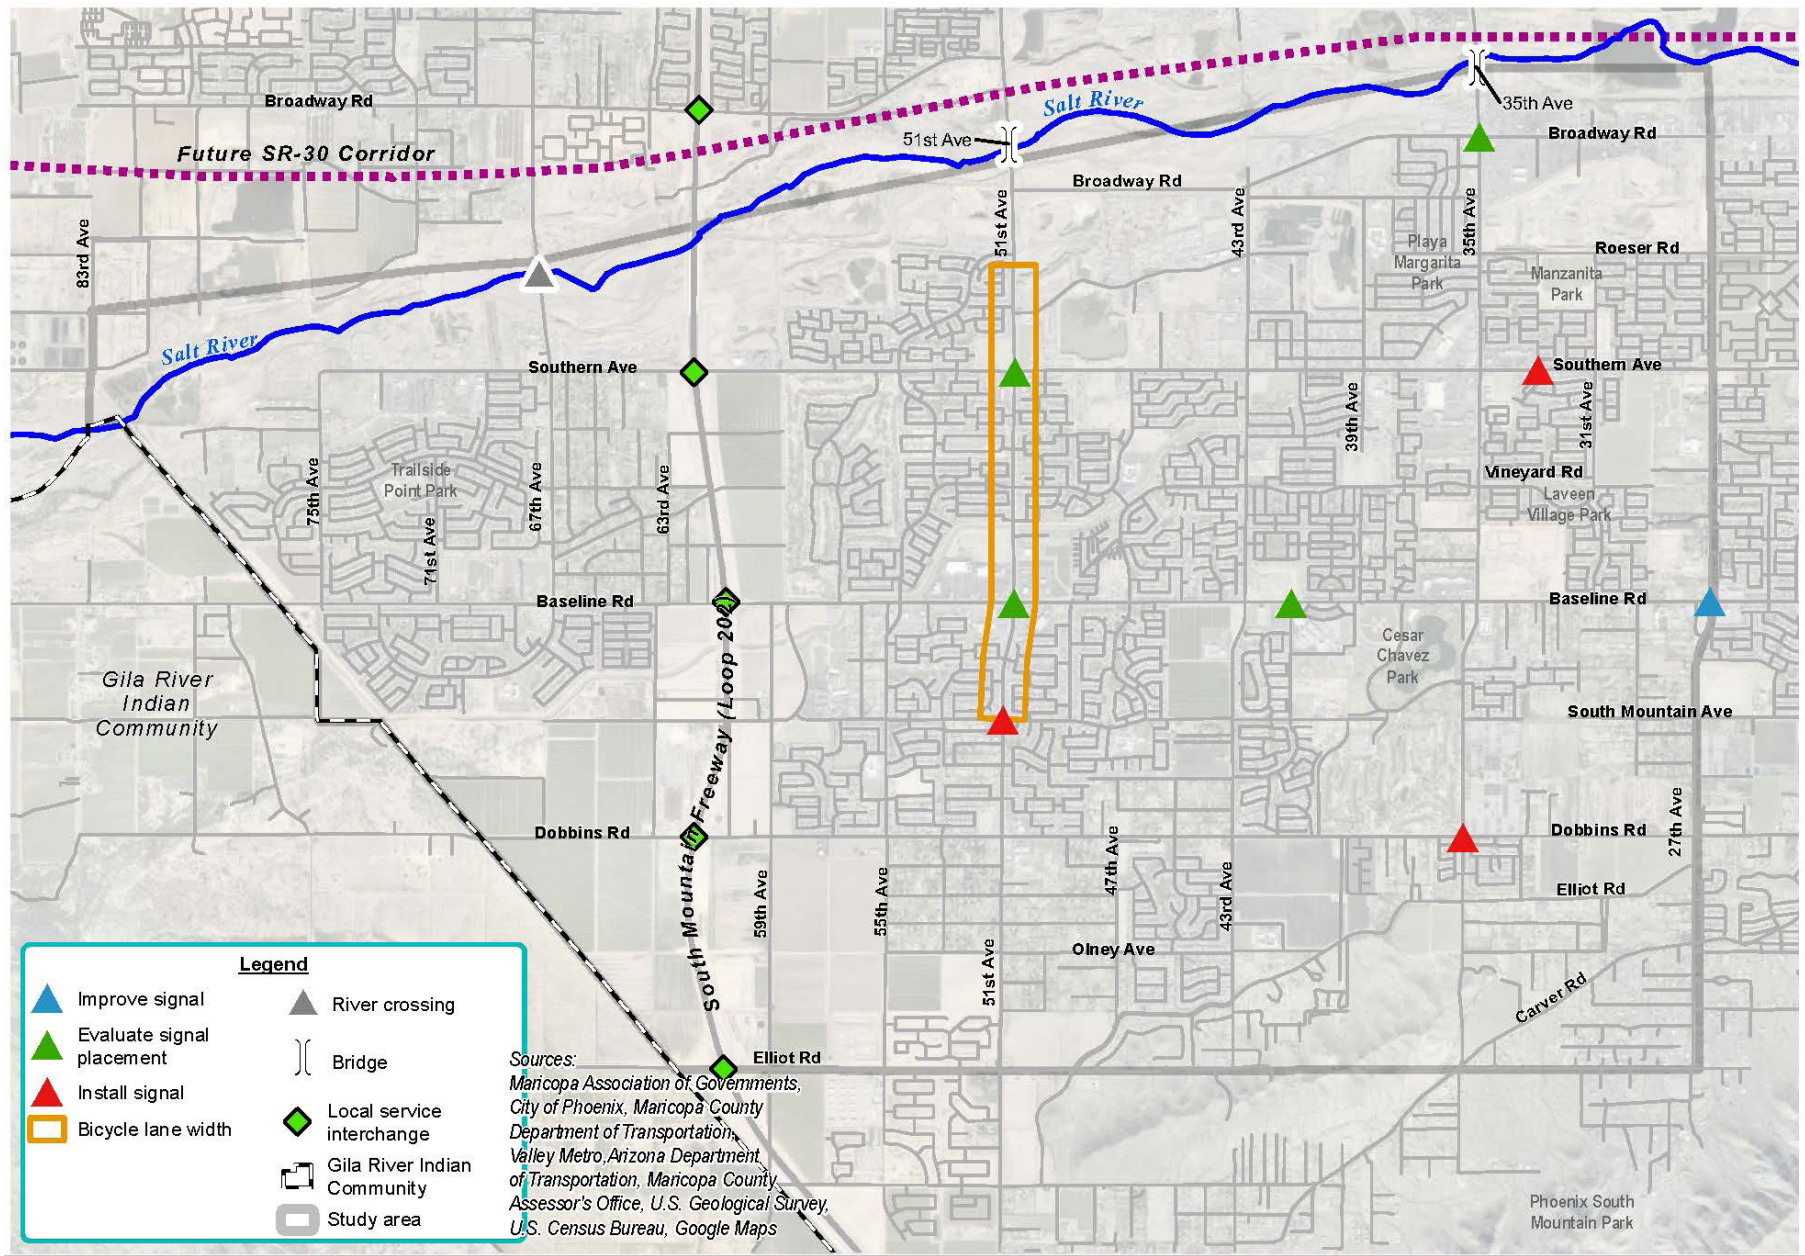 Broadway Rd
Future SR-30 Corridor
Salt River
35th Ave
51st Ave
Broadway Rd
Broadway Rd
83rd Ave
51st Ave
43rd Ave
35th Ave
Playa
Margarita
Park
Roeser Rd
Manzanita
Park
Salt River
Southern Ave
Southern Ave
39th Ave
31st Ave
Trailside
Point Park
75th Ave
71st Ave
67th Ave
63rd Ave
Vineyard Rd
Laveen
Village Park
Baseline Rd
Baseline Rd
Cesar
Chavez
Park
Gila River
Indian
Community
South Mountain Freeway (Loop 202)
South Mountain Ave
Dobbins Rd
Dobbins Rd
27th Ave
47th Ave
43rd Ave
59th Ave
55th Ave
Elliot Rd
51st Ave
Olney Ave
Carver Rd
Elliot Rd
Phoenix South
Mountain Park
Legend
Improve signal
Evaluate signal
placement
Install signal
Bicycle lane width
River crossing
Bridge
Local service
interchange
Gila River Indian
Community
Study area
Sources:
Maricopa Association of Governments,
City of Phoenix, Maricopa County
Department of Transportation,
Valley Metro,Arizona Department
of Transportation, Maricopa County
Assessor's Office, U.S. Geological Survey,
U.S. Census Bureau, Google Maps